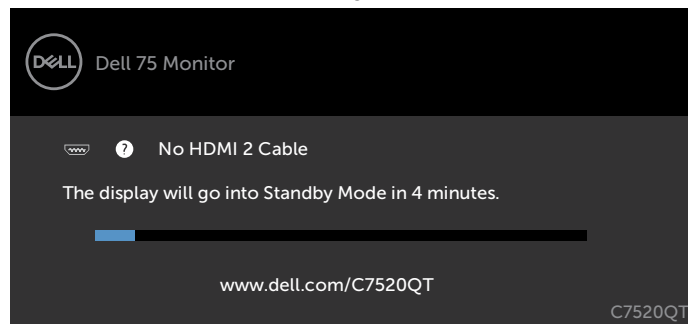 DELL
Dell 75 Monitor
? No HDMI 2 Cable
The display will go into Standby Mode in 4 minutes.
www.dell.com/C7520QT
C7520QT